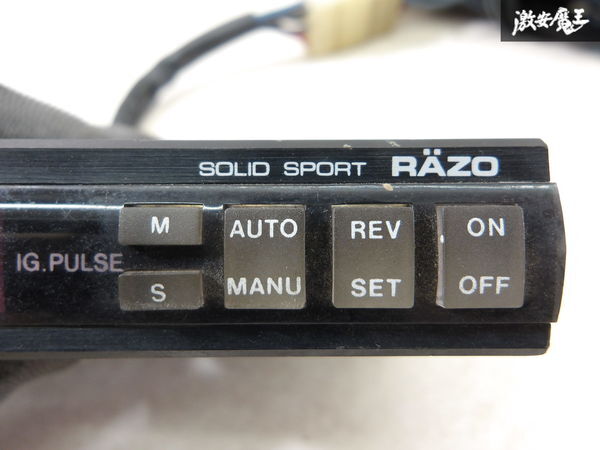 激安魔王
SOLID SPORT RÄZO
IG.PULSE
M
S
AUTO
MANU
REV
SET
ON
OFF